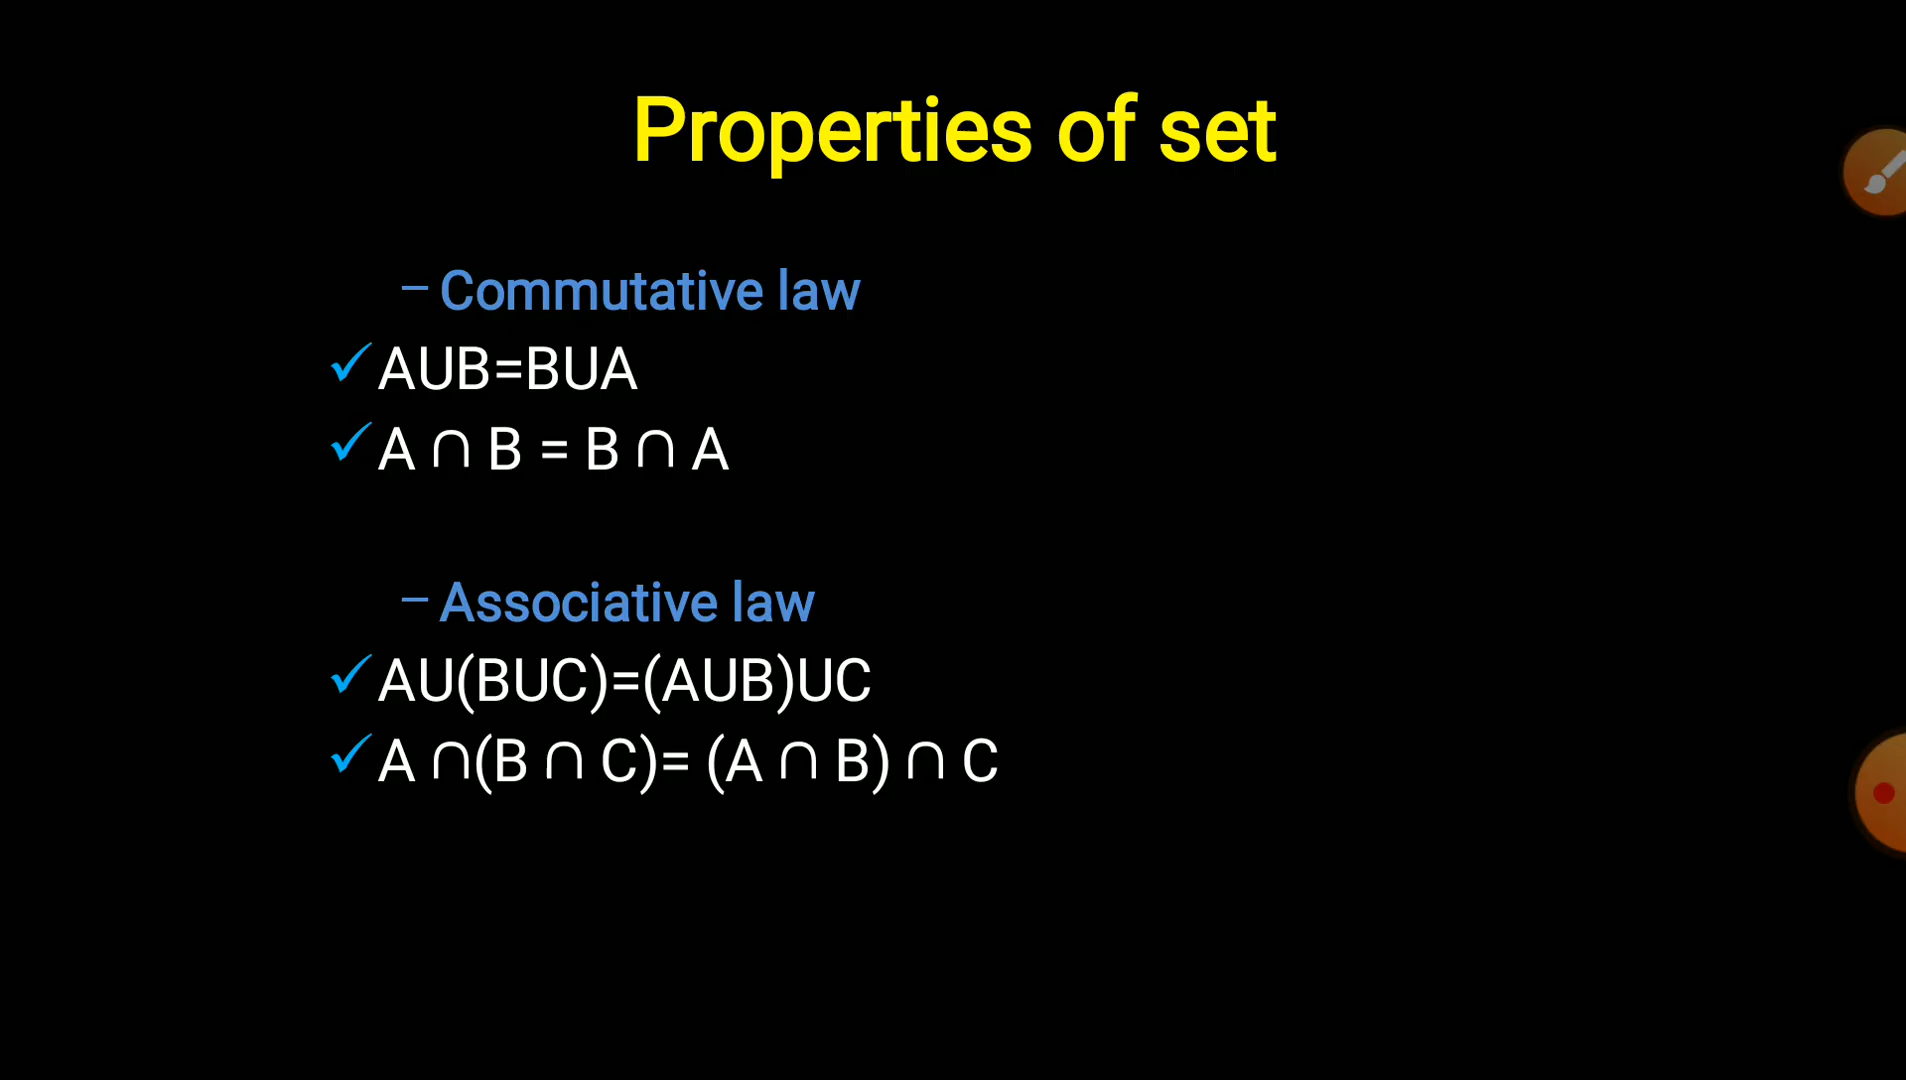 Properties of set
– Commutative law
✓ AUB=BUA
✓ A ∩ B = B ∩ A
– Associative law
✓ AU(BUC)=(AUB)UC
✓ A ∩(B ∩ C)= (A ∩ B) ∩ C